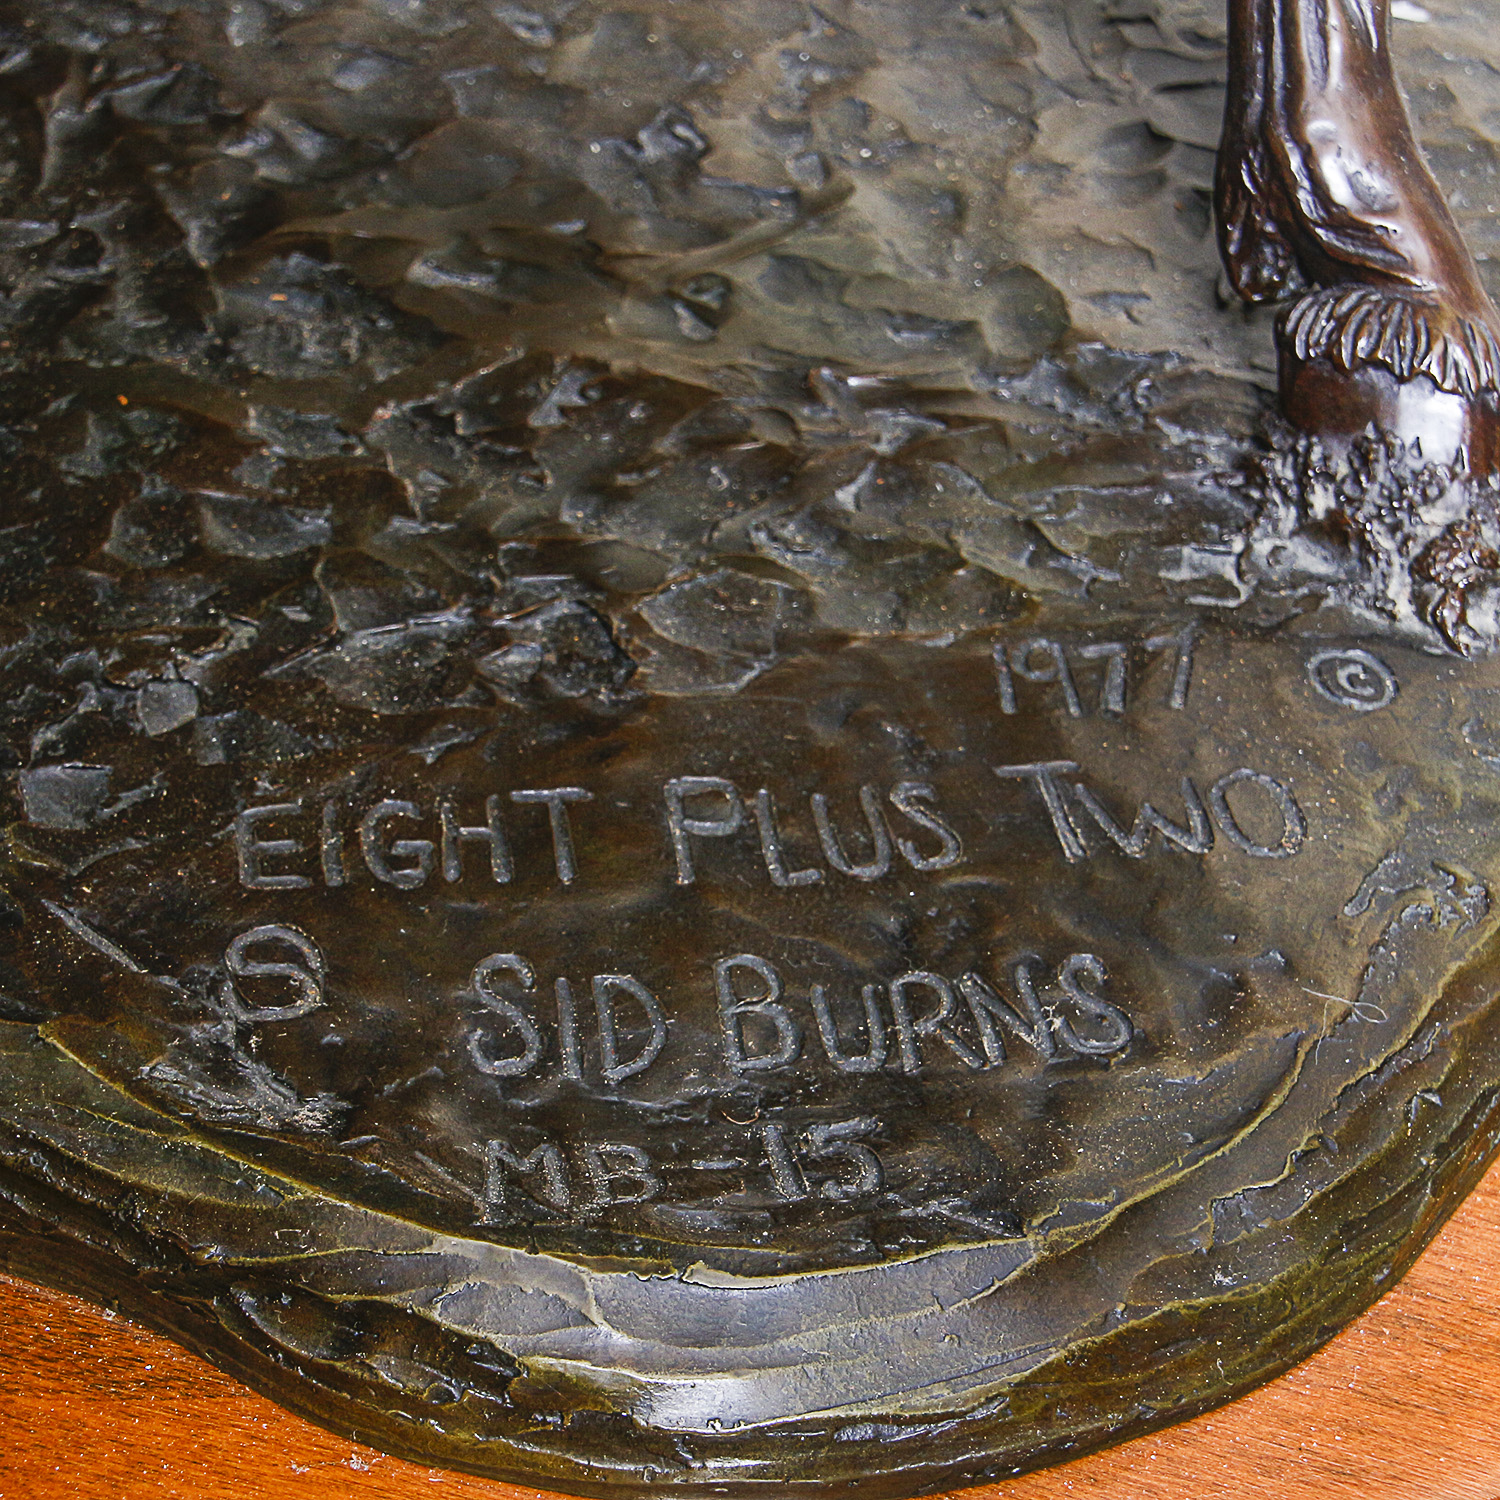 1977 ©
EIGHT PLUS TWO
S SID BURNS
MB-15